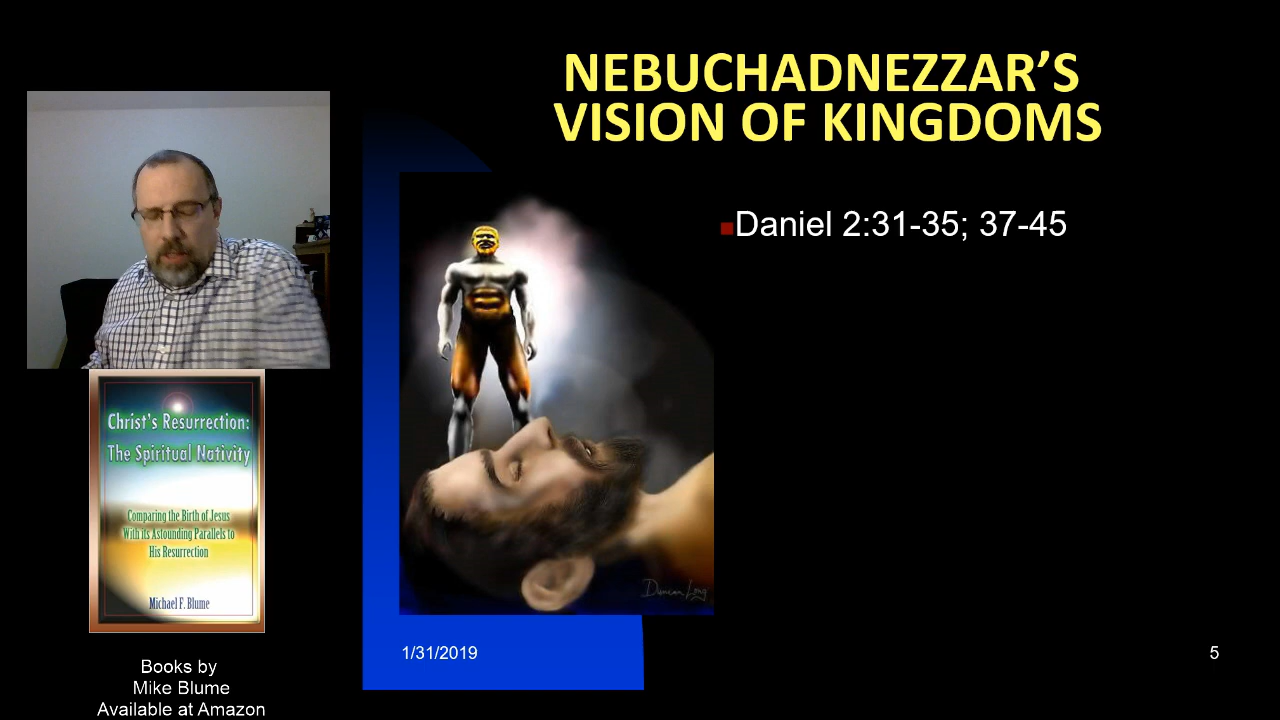 NEBUCHADNEZZAR’S
VISION OF KINGDOMS
Daniel 2:31-35; 37-45
Christ's Resurrection:
The Spiritual Nativity
Comparing the Birth of Jesus
With its Astounding Parallels to
His Resurrection
Michael F. Blume
Books by
Mike Blume
Available at Amazon
Duncan Long
1/31/2019
5